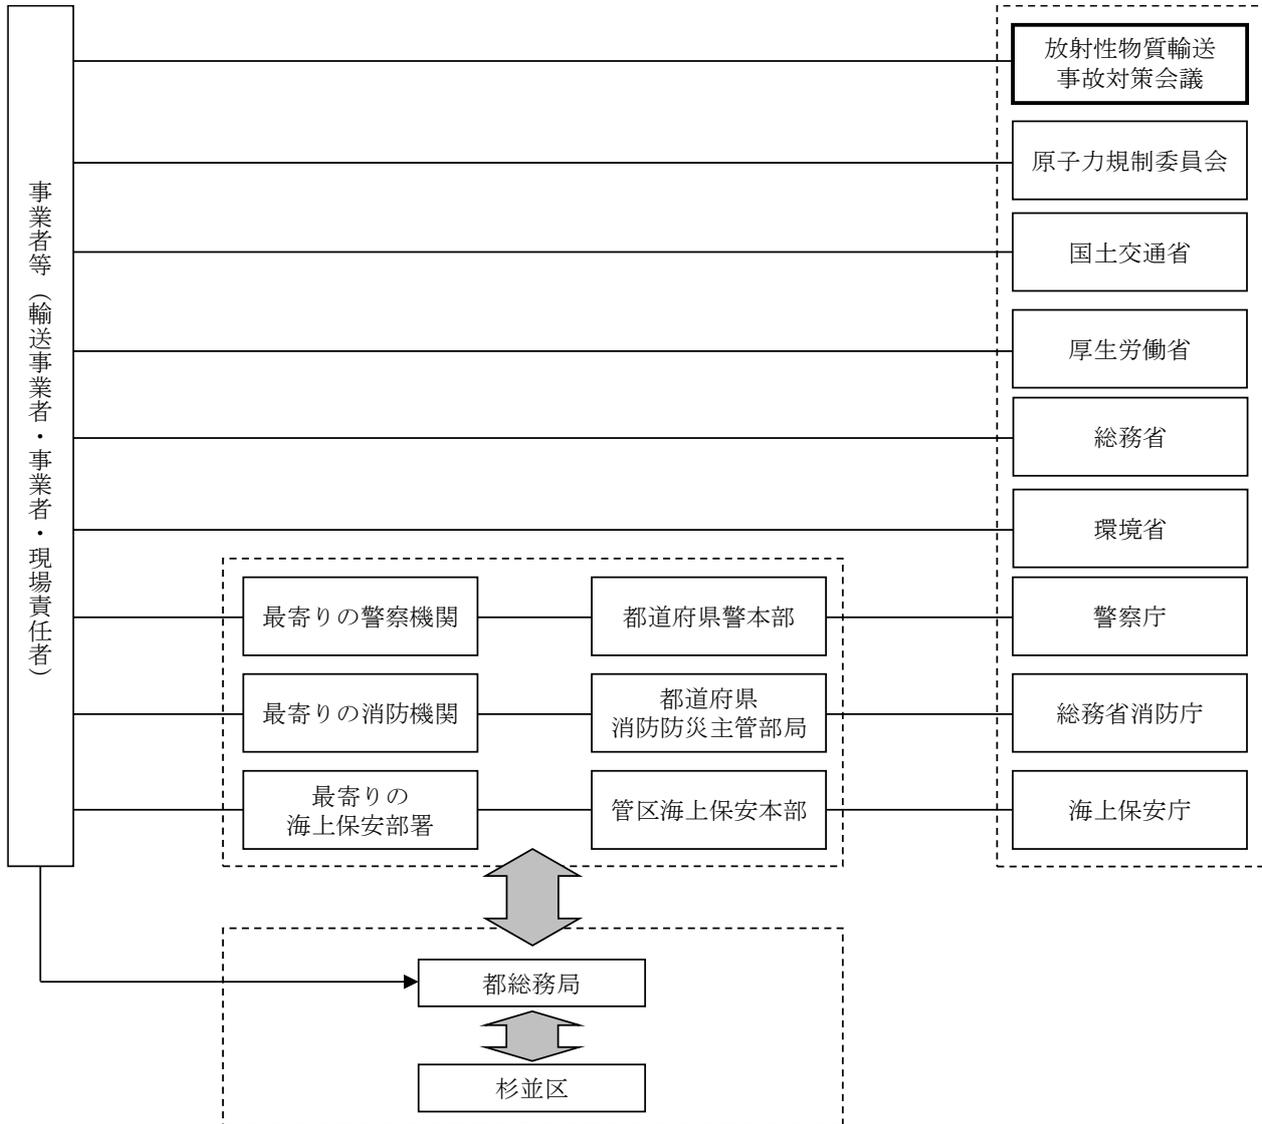 事業者等（輸送事業者・事業者・現場責任者）
放射性物質輸送
事故対策会議
原子力規制委員会
国土交通省
厚生労働省
総務省
環境省
最寄りの警察機関
都道府県警本部
警察庁
最寄りの消防機関
都道府県
消防防災主管部局
総務省消防庁
最寄りの
海上保安部署
管区海上保安本部
海上保安庁
都総務局
杉並区